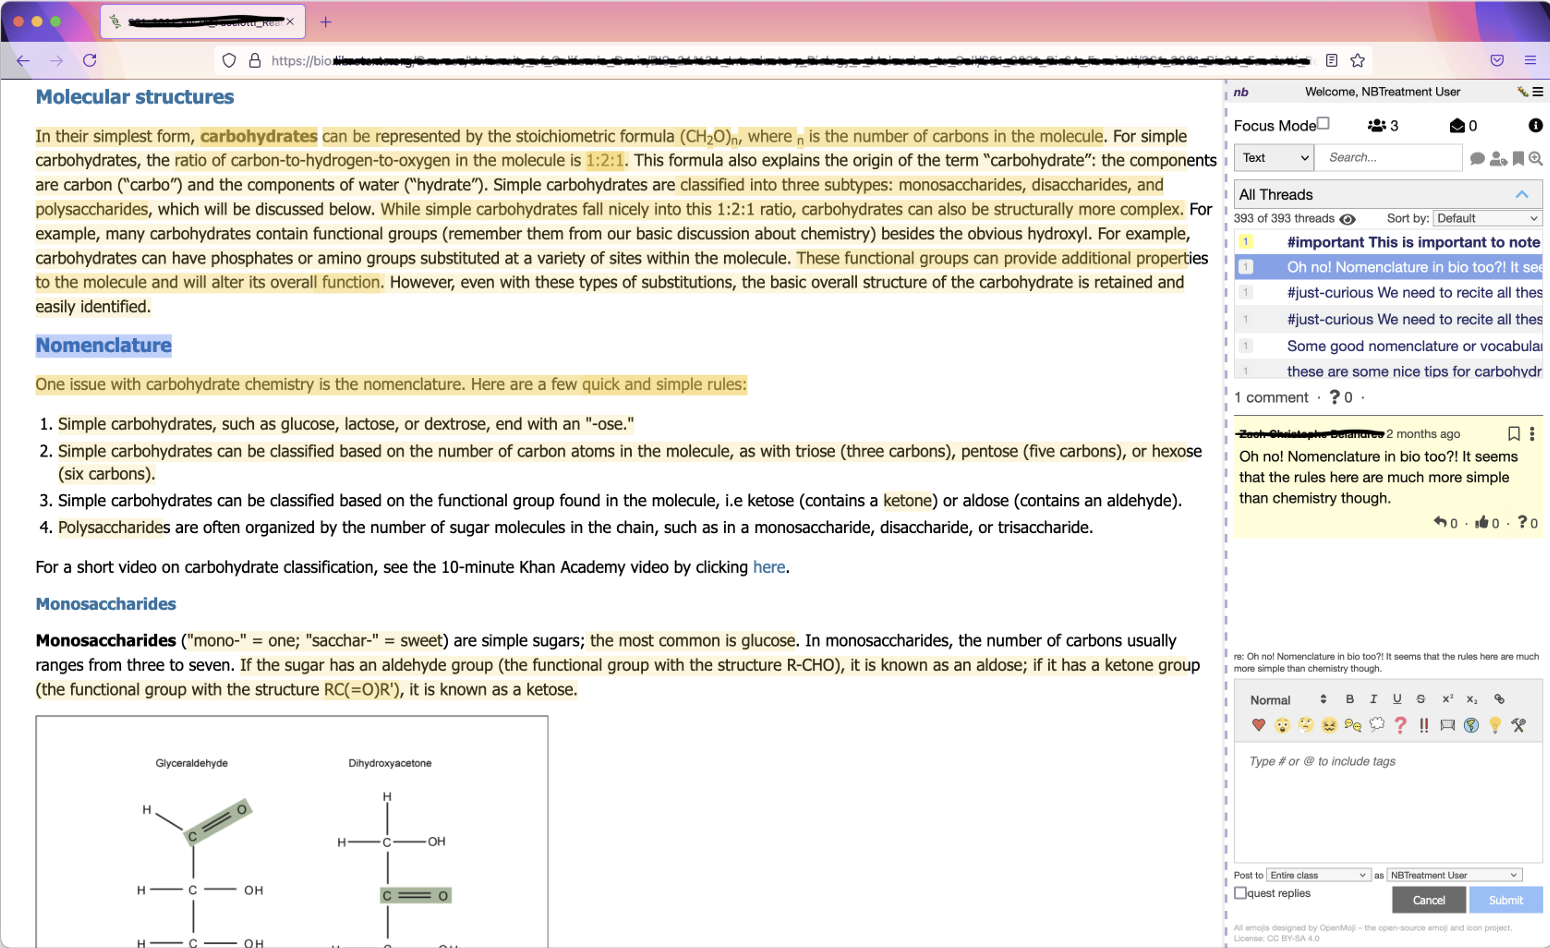 https://bio.
Molecular structures
In their simplest form, carbohydrates can be represented by the stoichiometric formula (CH2O)n, where n is the number of carbons in the molecule. For simple
carbohydrates, the ratio of carbon-to-hydrogen-to-oxygen in the molecule is 1:2:1. This formula also explains the origin of the term “carbohydrate”: the components
are carbon (“carbo”) and the components of water (“hydrate”). Simple carbohydrates are classified into three subtypes: monosaccharides, disaccharides, and
polysaccharides, which will be discussed below. While simple carbohydrates fall nicely into this 1:2:1 ratio, carbohydrates can also be structurally more complex. For
example, many carbohydrates contain functional groups (remember them from our basic discussion about chemistry) besides the obvious hydroxyl. For example,
carbohydrates can have phosphates or amino groups substituted at a variety of sites within the molecule. These functional groups can provide additional properties
to the molecule and will alter its overall function. However, even with these types of substitutions, the basic overall structure of the carbohydrate is retained and
easily identified.
Nomenclature
One issue with carbohydrate chemistry is the nomenclature. Here are a few quick and simple rules:
1. Simple carbohydrates, such as glucose, lactose, or dextrose, end with an "-ose."
2. Simple carbohydrates can be classified based on the number of carbon atoms in the molecule, as with triose (three carbons), pentose (five carbons), or hexose
(six carbons).
3. Simple carbohydrates can be classified based on the functional group found in the molecule, i.e ketose (contains a ketone) or aldose (contains an aldehyde).
4. Polysaccharides are often organized by the number of sugar molecules in the chain, such as in a monosaccharide, disaccharide, or trisaccharide.
For a short video on carbohydrate classification, see the 10-minute Khan Academy video by clicking here.
Monosaccharides
Monosaccharides ("mono-" = one; "sacchar-" = sweet) are simple sugars; the most common is glucose. In monosaccharides, the number of carbons usually
ranges from three to seven. If the sugar has an aldehyde group (the functional group with the structure R-CHO), it is known as an aldose; if it has a ketone group
(the functional group with the structure RC(=O)R'), it is known as a ketose.
Glyceraldehyde Dihydroxyacetone
H
H O
C H C OH
H C OH C O
H C OH
nb Welcome, NBTreatment User
Focus Mode 3 0
Text Search...
All Threads
393 of 393 threads Sort by: Default
1 #important This is important to note
1 Oh no! Nomenclature in bio too?! It see
1 #just-curious We need to recite all thes
1 #just-curious We need to recite all thes
1 Some good nomenclature or vocabular
1 these are some nice tips for carbohydr
1 comment · ? 0 ·
2 months ago
Oh no! Nomenclature in bio too?! It seems
that the rules here are much more simple
than chemistry though.
0 · 0 · ? 0
re: Oh no! Nomenclature in bio too?! It seems that the rules here are much
more simple than chemistry though.
Normal B I U S x² x₂
Type # or @ to include tags
Post to Entire class as NBTreatment User
quest replies
Cancel Submit
All emojis designed by OpenMoji – the open-source emoji and icon project.
License: CC BY-SA 4.0